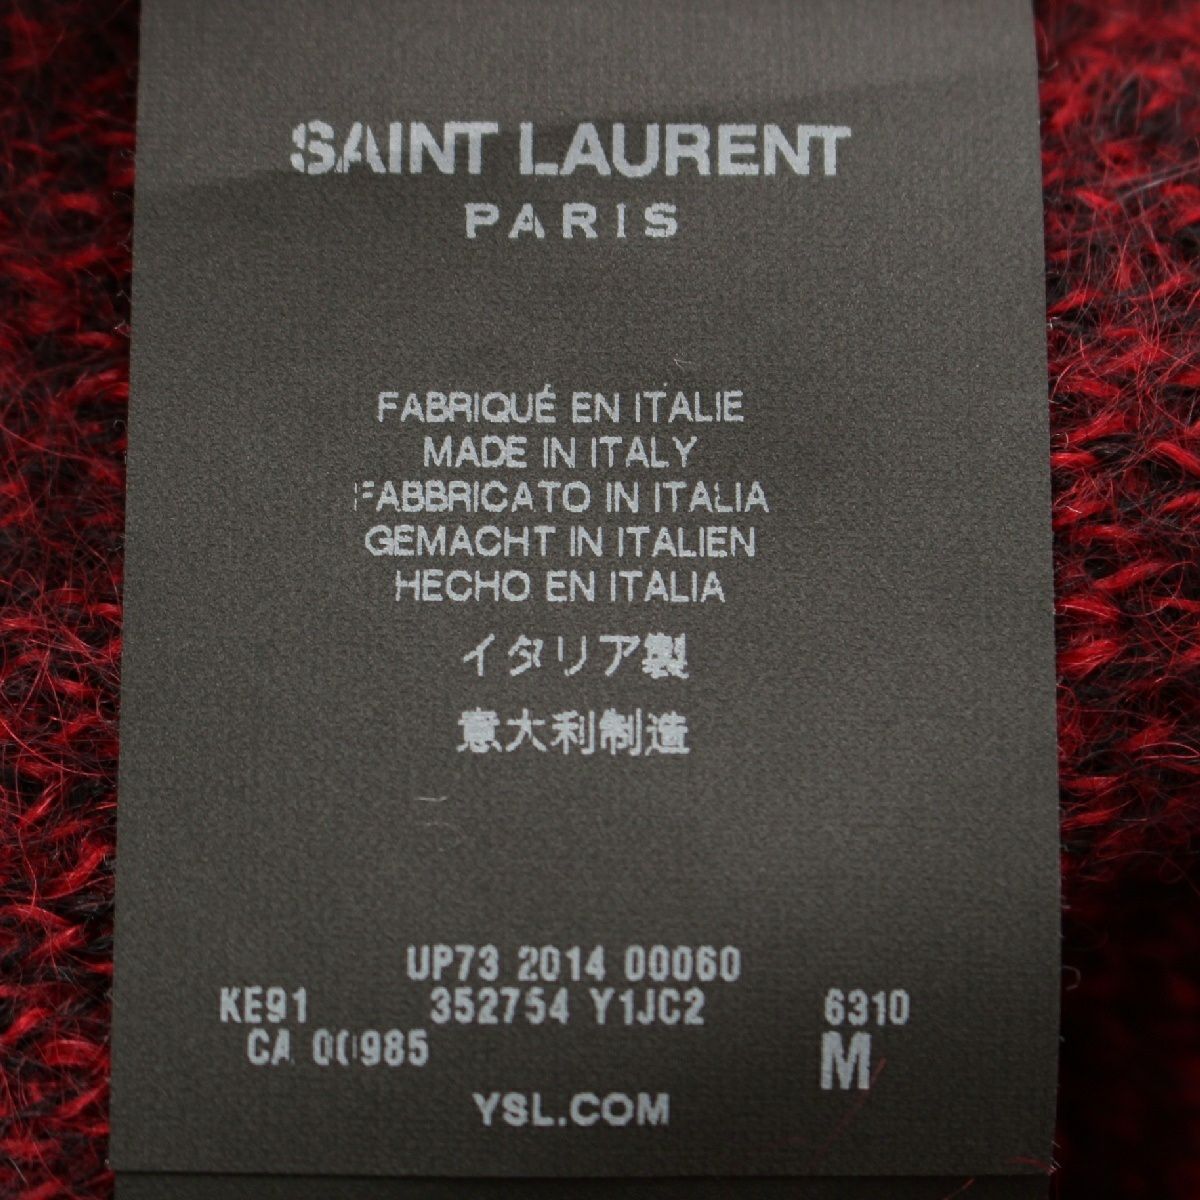 SAINT LAURENT
PARIS
FABRIQUÉ EN ITALIE
MADE IN ITALY
FABBRICATO IN ITALIA
GEMACHT IN ITALIEN
HECHO EN ITALIA
イタリア製
意大利制造
UP73 2014 00060
KE91 352754 Y1JC2 6310
CA 00985 M
YSL.COM